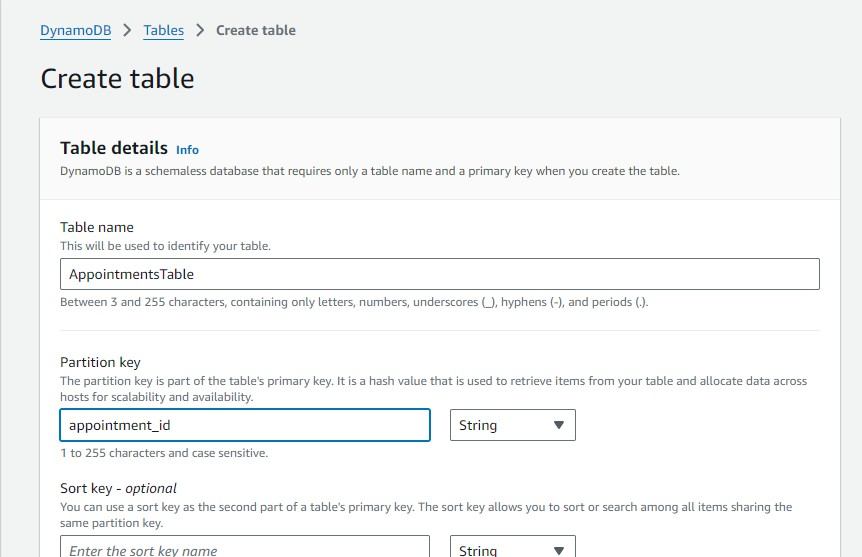 DynamoDB > Tables > Create table
Create table
Table details Info
DynamoDB is a schemaless database that requires only a table name and a primary key when you create the table.
Table name
This will be used to identify your table.
AppointmentsTable
Between 3 and 255 characters, containing only letters, numbers, underscores (_), hyphens (-), and periods (.).
Partition key
The partition key is part of the table's primary key. It is a hash value that is used to retrieve items from your table and allocate data across
hosts for scalability and availability.
appointment_id String
1 to 255 characters and case sensitive.
Sort key - optional
You can use a sort key as the second part of a table's primary key. The sort key allows you to sort or search among all items sharing the
same partition key.
Enter the sort key name String